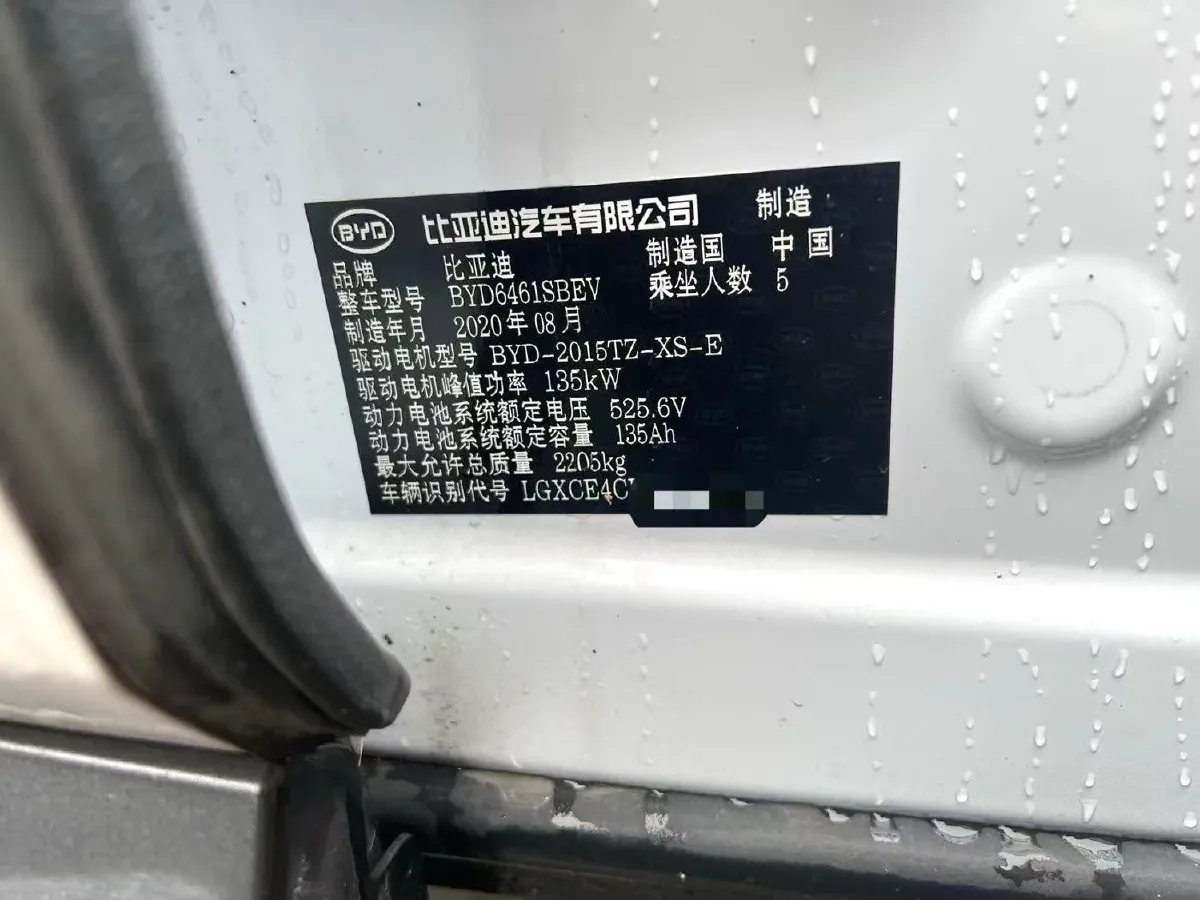 BYD 比亚迪汽车有限公司 制造
品牌 比亚迪 制造国 中国
整车型号 BYD6461SBEV 乘坐人数 5
制造年月 2020年08月
驱动电机型号 BYD-2015TZ-XS-E
驱动电机峰值功率 135kW
动力电池系统额定电压 525.6V
动力电池系统额定容量 135Ah
最大允许总质量 2205kg
车辆识别代号 LGXCE4C